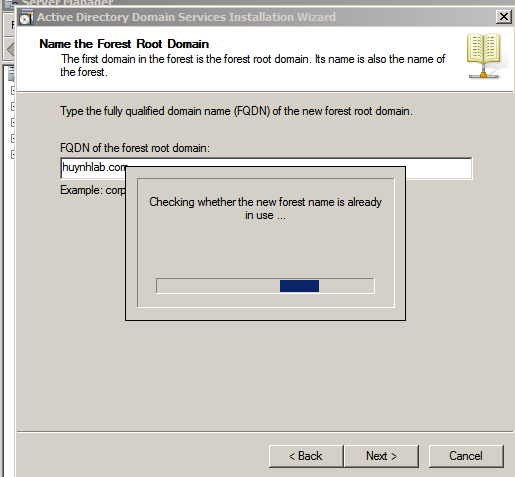 Server Manager
Active Directory Domain Services Installation Wizard
Name the Forest Root Domain
The first domain in the forest is the forest root domain. Its name is also the name of
the forest.
Type the fully qualified domain name (FQDN) of the new forest root domain.
FQDN of the forest root domain:
huynhlab.com
Example: corp
Checking whether the new forest name is already
in use ...
< Back
Next >
Cancel